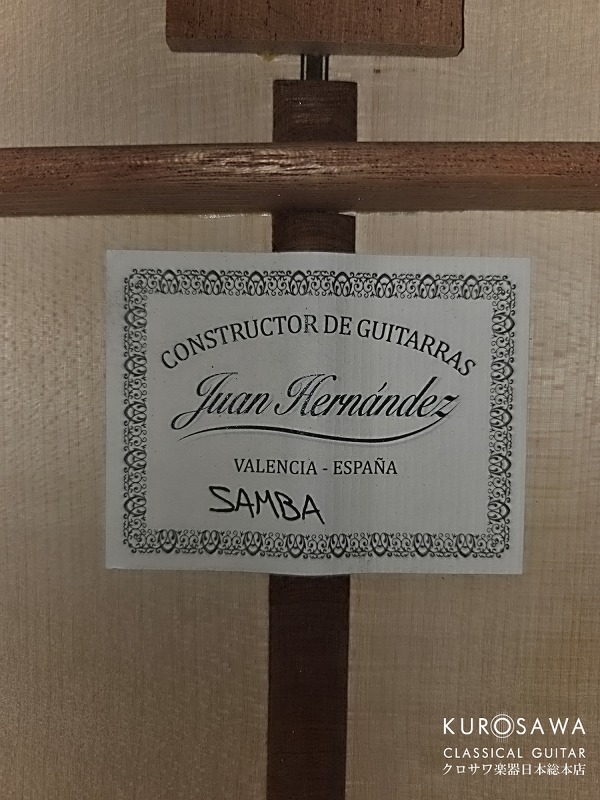 CONSTRUCTOR DE GUITARRAS
Juan Hernández
VALENCIA - ESPAÑA
SAMBA
KUROSAWA
CLASSICAL GUITAR
クロサワ楽器日本総本店